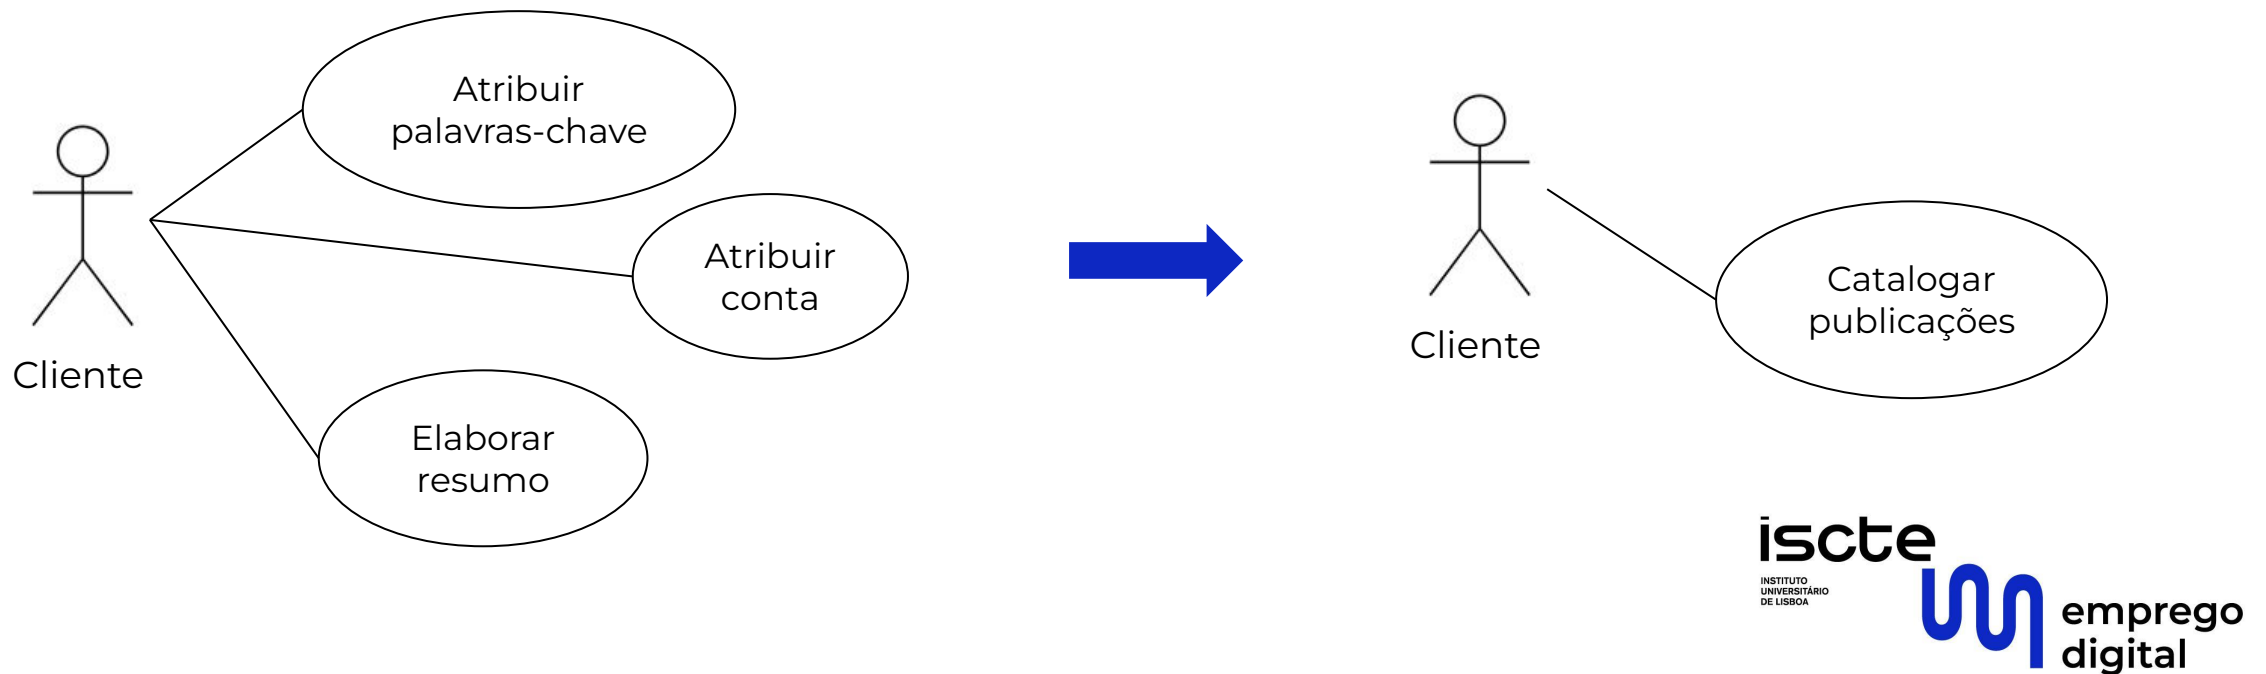 Atribuir
palavras-chave
Atribuir
conta
Cliente
Elaborar
resumo
Catalogar
publicações
Cliente
iscte
INSTITUTO
UNIVERSITÁRIO
DE LISBOA
emprego
digital